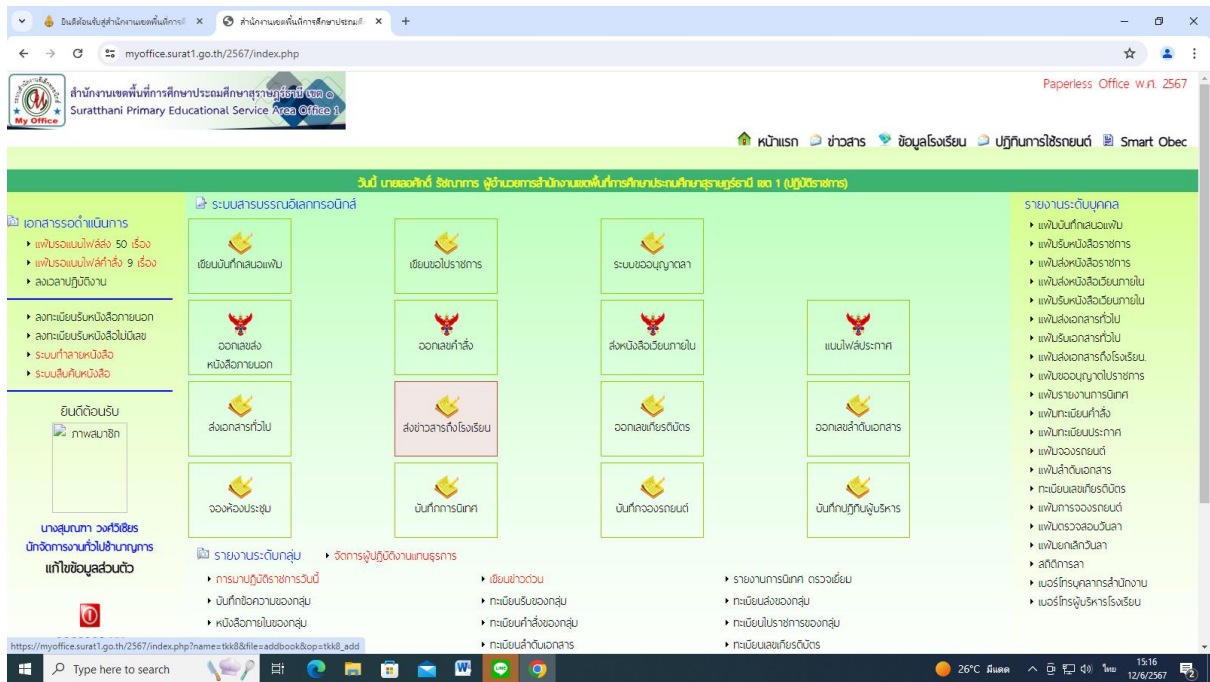 อินดีต้อนรับสู่สำนักงานเขตพื้นที่การศึ
สำนักงานเขตพื้นที่การศึกษาประถมศึ
myoffice.surat1.go.th/2567/index.php
สำนักงานเขตพื้นที่การศึกษาประถมศึกษาสุราษฎร์ธานี เขต ๑
Suratthani Primary Educational Service Area Office 1
My Office
Paperless Office พ.ศ. 2567
หน้าแรก ข่าวสาร ข้อมูลโรงเรียน ปฏิทินการใช้รถยนต์ Smart Obec
วันนี้ นายเลอศักดิ์ รัชณาการ ผู้อำนวยการสำนักงานเขตพื้นที่การศึกษาประถมศึกษาสุราษฎร์ธานี เขต 1 (ปฏิบัติราชการ)
เอกสารรอดำเนินการ
แฟ้มรอแนบไฟล์ส่ง 50 เรื่อง
แฟ้มรอแนบไฟล์คำสั่ง 9 เรื่อง
ลงเวลาปฏิบัติงาน
ลงทะเบียนรับหนังสือภายนอก
ลงทะเบียนรับหนังสือไม่มีเลข
ระบบทำลายหนังสือ
ระบบสืบค้นหนังสือ
ยินดีต้อนรับ
ภาพสมาชิก
นางสุมณฑา วงศ์วิเชียร
นักจัดการงานทั่วไปชำนาญการ
แก้ไขข้อมูลส่วนตัว
ระบบสารบรรณอิเลกทรอนิกส์
เขียนบันทึกเสนอแฟ้ม
เขียนขอไปราชการ
ระบบขออนุญาตลา
ออกเลขส่ง
หนังสือภายนอก
ออกเลขคำสั่ง
ส่งหนังสือเวียนภายใน
แนบไฟล์ประกาศ
ส่งเอกสารทั่วไป
ส่งข่าวสารถึงโรงเรียน
ออกเลขเกียรติบัตร
ออกเลขลำดับเอกสาร
จองห้องประชุม
บันทึกการนิเทศ
บันทึกจองรถยนต์
บันทึกปฏิทินผู้บริหาร
รายงานระดับกลุ่ม
จัดการผู้ปฏิบัติงานแทนธุรการ
การมาปฏิบัติราชการวันนี้
เขียนข่าวด่วน
รายงานการนิเทศ ตรวจเยี่ยม
บันทึกข้อความของกลุ่ม
ทะเบียนรับของกลุ่ม
ทะเบียนส่งของกลุ่ม
หนังสือภายในของกลุ่ม
ทะเบียนคำสั่งของกลุ่ม
ทะเบียนไปราชการของกลุ่ม
ทะเบียนลำดับเอกสาร
ทะเบียนเลขเกียรติบัตร
รายงานระดับบุคคล
แฟ้มบันทึกเสนอแฟ้ม
แฟ้มรับหนังสือราชการ
แฟ้มส่งหนังสือราชการ
แฟ้มส่งหนังสือเวียนภายใน
แฟ้มรับหนังสือเวียนภายใน
แฟ้มส่งเอกสารทั่วไป
แฟ้มรับเอกสารทั่วไป
แฟ้มส่งเอกสารถึงโรงเรียน.
แฟ้มขออนุญาตไปราชการ
แฟ้มรายงานการนิเทศ
แฟ้มทะเบียนคำสั่ง
แฟ้มทะเบียนประกาศ
แฟ้มจองรถยนต์
แฟ้มลำดับเอกสาร
ทะเบียนเลขเกียรติบัตร
แฟ้มการจองรถยนต์
แฟ้มตรวจสอบวันลา
แฟ้มยกเลิกวันลา
สถิติการลา
เบอร์โทรบุคลากรสำนักงาน
เบอร์โทรผู้บริหารโรงเรียน
https://myoffice.surat1.go.th/2567/index.php?name=tkk8&file=addbook&op=tkk8_add
Type here to search
26°C มีแดด
ไทย
15:16
12/6/2567